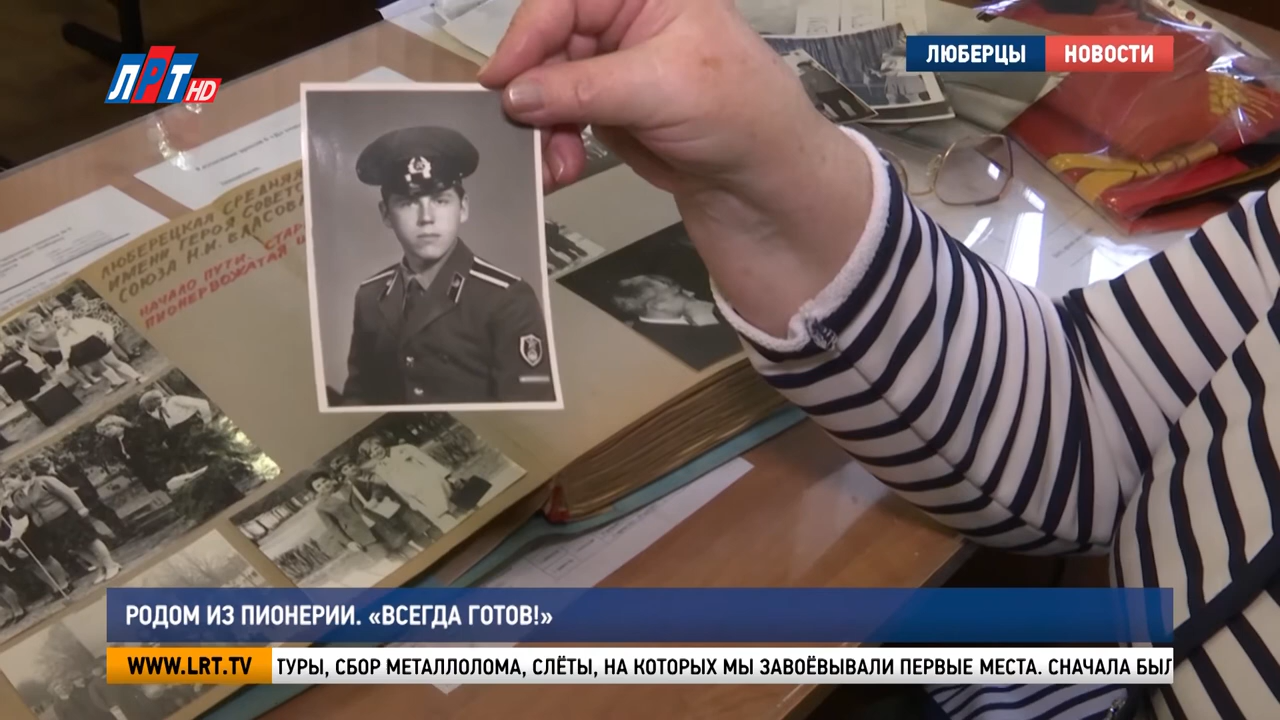 ЛРТ HD
ЛЮБЕРЦЫ НОВОСТИ
ЛЮБЕРЕЦКАЯ СРЕДНЯЯ
ИМЕНИ ГЕРОЯ СОВЕТС
СОЮЗА Н.И. ВЛАСОВА
НАЧАЛО ПУТИ. СТАР
ПИОНЕРВОЖАТАЯ
РОДОМ ИЗ ПИОНЕРИИ. «ВСЕГДА ГОТОВ!»
WWW.LRT.TV ТУРЫ, СБОР МЕТАЛЛОЛОМА, СЛЁТЫ, НА КОТОРЫХ МЫ ЗАВОЁВЫВАЛИ ПЕРВЫЕ МЕСТА. СНАЧАЛА БЫЛ